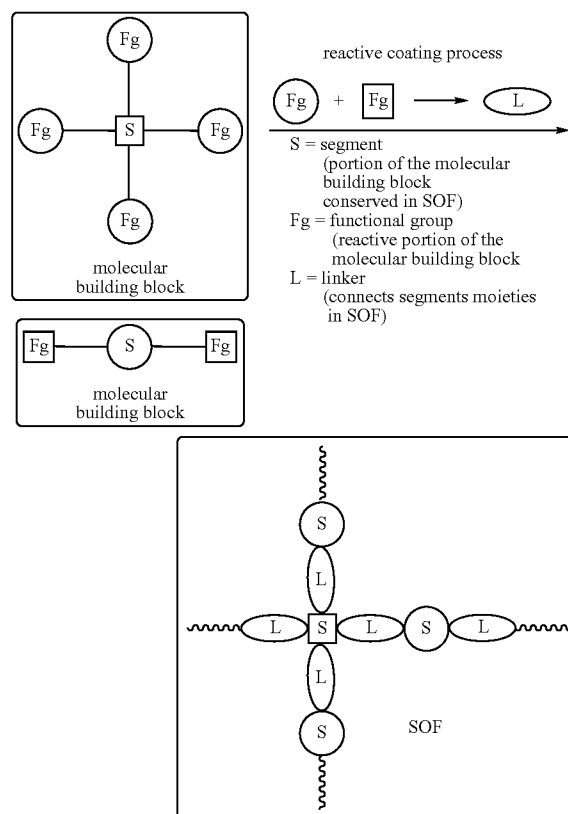 Fg
Fg S Fg
Fg
molecular
building block
reactive coating process
Fg + Fg L
S = segment
(portion of the molecular
building block
conserved in SOF)
Fg = functional group
(reactive portion of the
molecular building block
L = linker
(connects segments moieties
in SOF)
Fg S Fg
molecular
building block
S
L
L S L S L
L
S
SOF